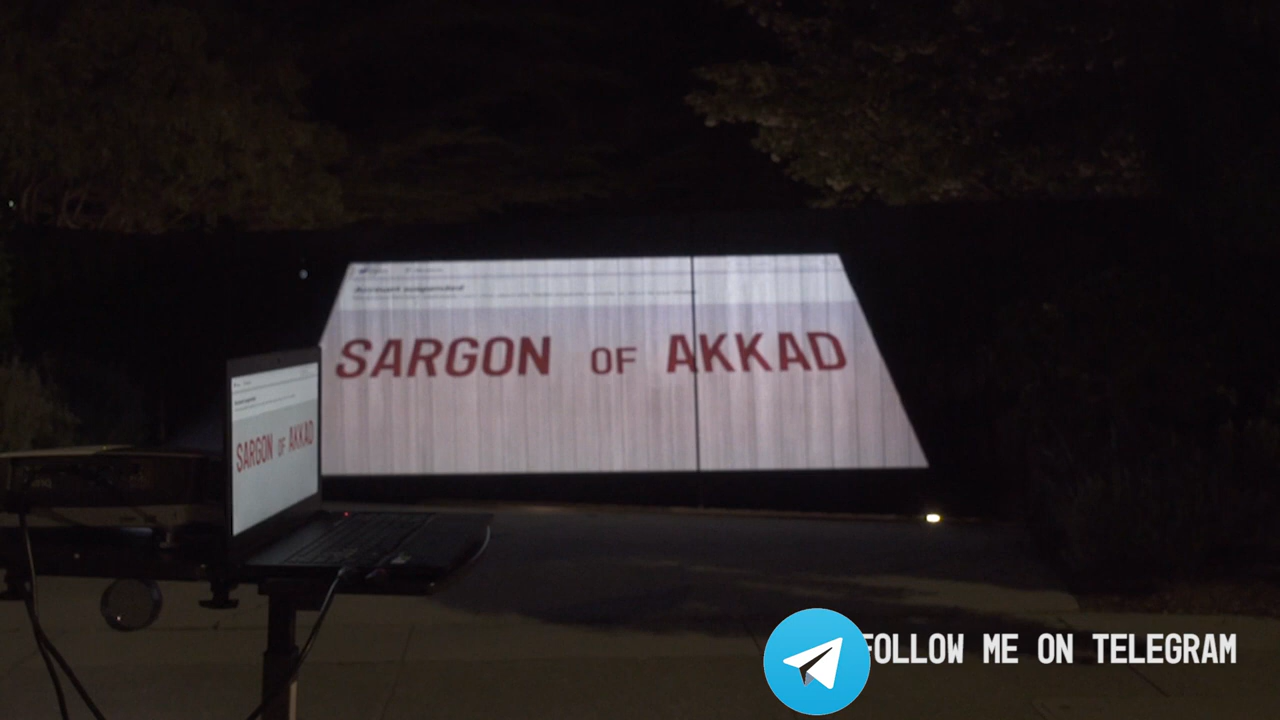 Account suspended
SARGON OF AKKAD
SARGON OF AKKAD
FOLLOW ME ON TELEGRAM